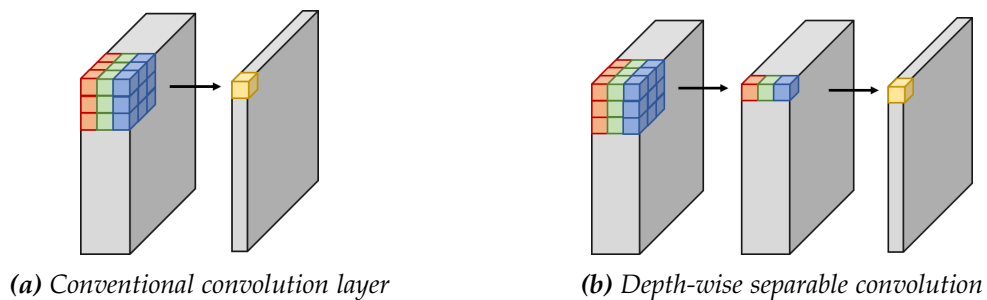 (a) Conventional convolution layer
(b) Depth-wise separable convolution